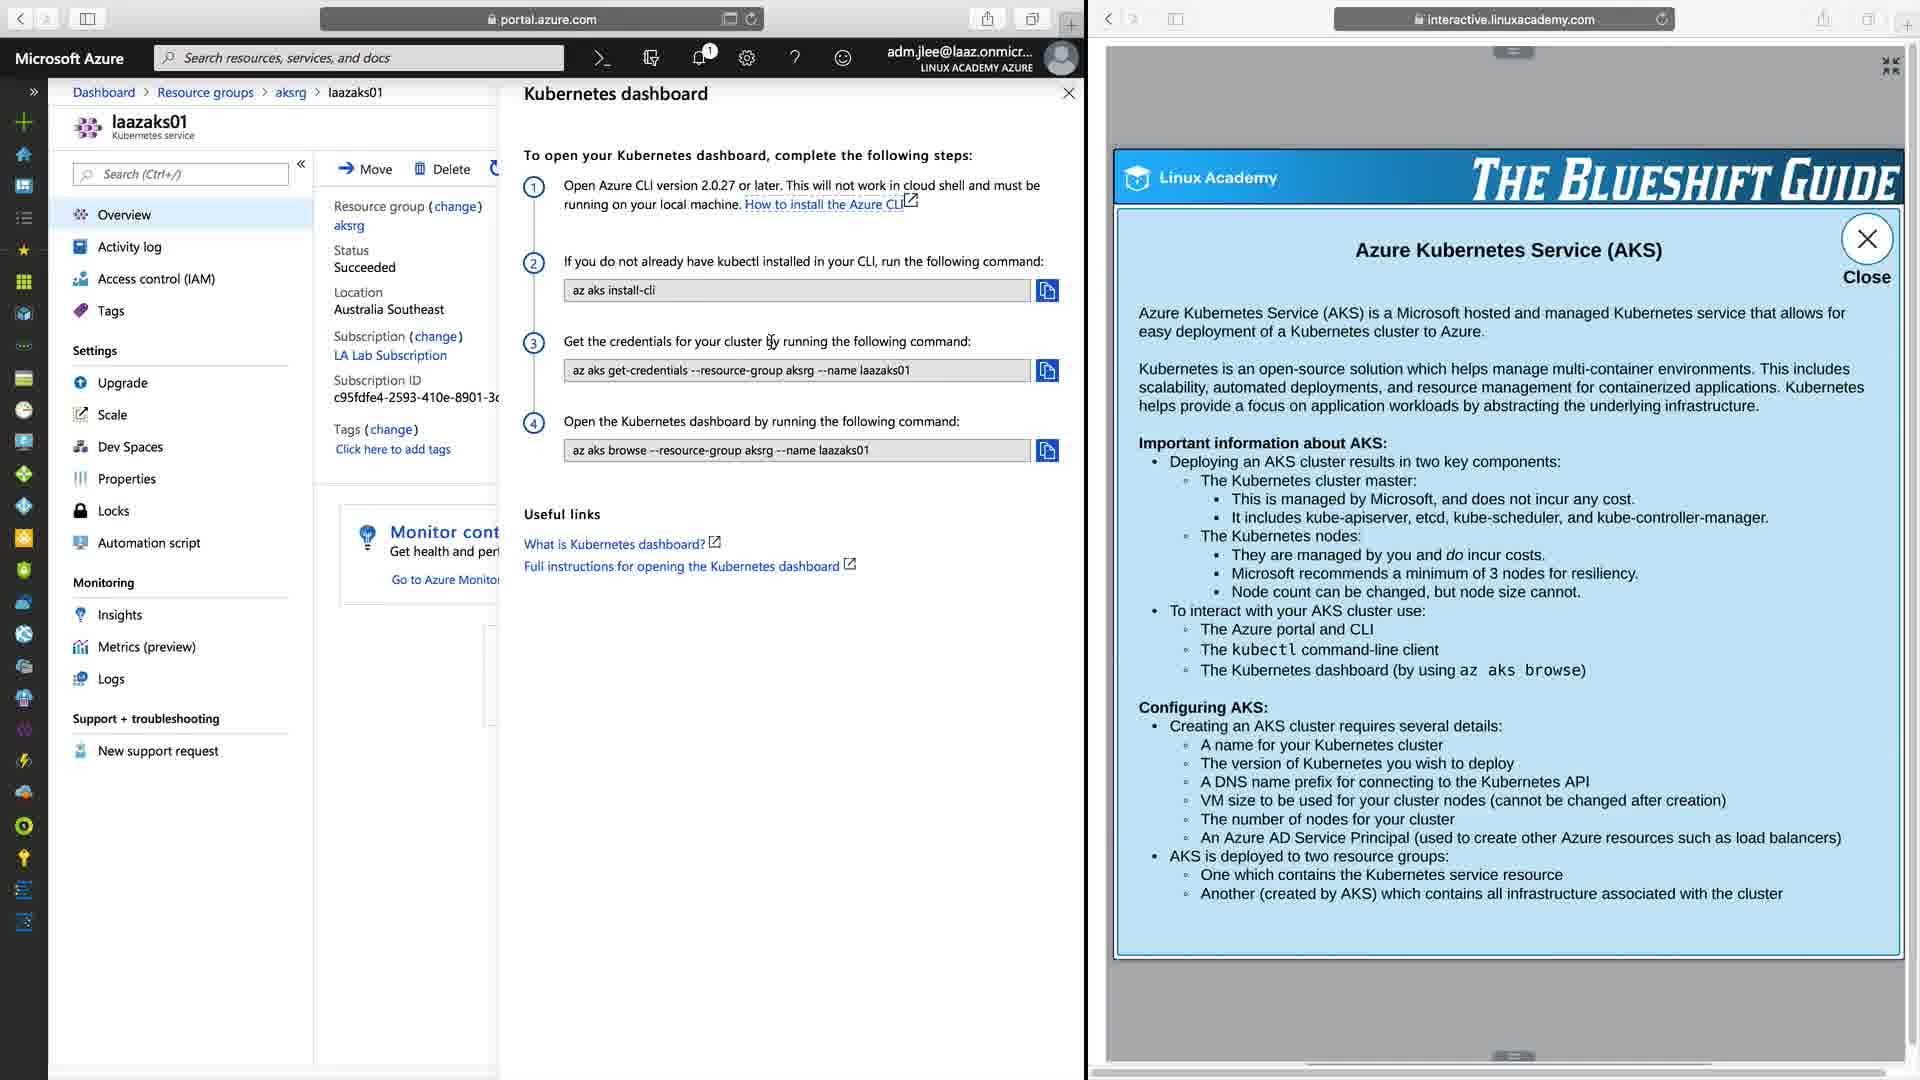 portal.azure.com
Microsoft Azure
Search resources, services, and docs
1
adm.jlee@laaz.onmicr...
LINUX ACADEMY AZURE
Dashboard > Resource groups > aksrg > laazaks01
laazaks01
Kubernetes service
Search (Ctrl+/)
Overview
Activity log
Access control (IAM)
Tags
Settings
Upgrade
Scale
Dev Spaces
Properties
Locks
Automation script
Monitoring
Insights
Metrics (preview)
Logs
Support + troubleshooting
New support request
Move Delete
Resource group (change)
aksrg
Status
Succeeded
Location
Australia Southeast
Subscription (change)
LA Lab Subscription
Subscription ID
c95fdfe4-2593-410e-8901-3c
Tags (change)
Click here to add tags
Monitor cont
Get health and perf
Go to Azure Monitor
Kubernetes dashboard
To open your Kubernetes dashboard, complete the following steps:
1 Open Azure CLI version 2.0.27 or later. This will not work in cloud shell and must be
running on your local machine. How to install the Azure CLI
2 If you do not already have kubectl installed in your CLI, run the following command:
az aks install-cli
3 Get the credentials for your cluster by running the following command:
az aks get-credentials --resource-group aksrg --name laazaks01
4 Open the Kubernetes dashboard by running the following command:
az aks browse --resource-group aksrg --name laazaks01
Useful links
What is Kubernetes dashboard?
Full instructions for opening the Kubernetes dashboard
interactive.linuxacademy.com
Linux Academy
THE BLUESHIFT GUIDE
Azure Kubernetes Service (AKS)
Close
Azure Kubernetes Service (AKS) is a Microsoft hosted and managed Kubernetes service that allows for
easy deployment of a Kubernetes cluster to Azure.
Kubernetes is an open-source solution which helps manage multi-container environments. This includes
scalability, automated deployments, and resource management for containerized applications. Kubernetes
helps provide a focus on application workloads by abstracting the underlying infrastructure.
Important information about AKS:
• Deploying an AKS cluster results in two key components:
◦ The Kubernetes cluster master:
▪ This is managed by Microsoft, and does not incur any cost.
▪ It includes kube-apiserver, etcd, kube-scheduler, and kube-controller-manager.
◦ The Kubernetes nodes:
▪ They are managed by you and do incur costs.
▪ Microsoft recommends a minimum of 3 nodes for resiliency.
▪ Node count can be changed, but node size cannot.
• To interact with your AKS cluster use:
◦ The Azure portal and CLI
◦ The kubectl command-line client
◦ The Kubernetes dashboard (by using az aks browse)
Configuring AKS:
• Creating an AKS cluster requires several details:
◦ A name for your Kubernetes cluster
◦ The version of Kubernetes you wish to deploy
◦ A DNS name prefix for connecting to the Kubernetes API
◦ VM size to be used for your cluster nodes (cannot be changed after creation)
◦ The number of nodes for your cluster
◦ An Azure AD Service Principal (used to create other Azure resources such as load balancers)
• AKS is deployed to two resource groups:
◦ One which contains the Kubernetes service resource
◦ Another (created by AKS) which contains all infrastructure associated with the cluster